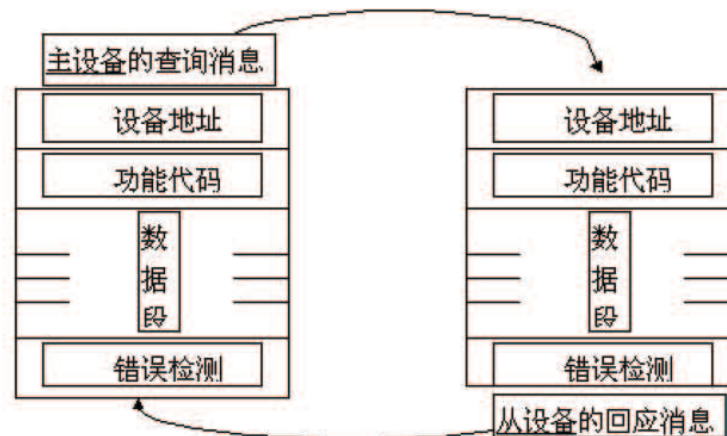 主设备的查询消息
设备地址
功能代码
数
据
段
错误检测
设备地址
功能代码
数
据
段
错误检测
从设备的回应消息